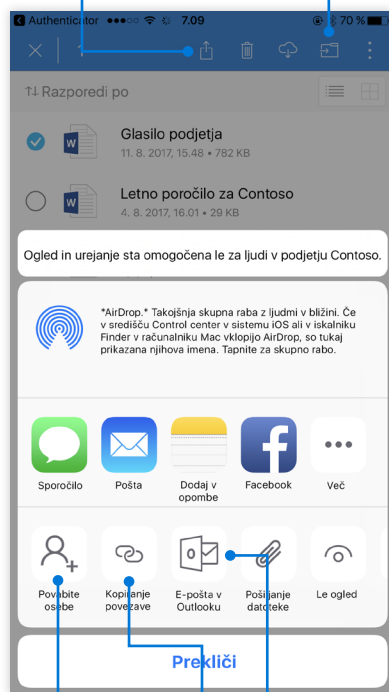 Authenticator 7.09 70 %
1
Razporedi po
Glasilo podjetja
11. 8. 2017, 15.48 • 782 KB
Letno poročilo za Contoso
4. 8. 2017, 16.01 • 29 KB
Ogled in urejanje sta omogočena le za ljudi v podjetju Contoso.
*AirDrop.* Takojšnja skupna raba z ljudmi v bližini. Če
v središču Control center v sistemu iOS ali v iskalniku
Finder v računalniku Mac vklopijo AirDrop, so tukaj
prikazana njihova imena. Tapnite za skupno rabo.
Sporočilo Pošta Dodaj v opombe Facebook Več
Povabite osebe Kopiranje povezave E-pošta v Outlooku Pošiljanje datoteke Le ogled
Prekliči